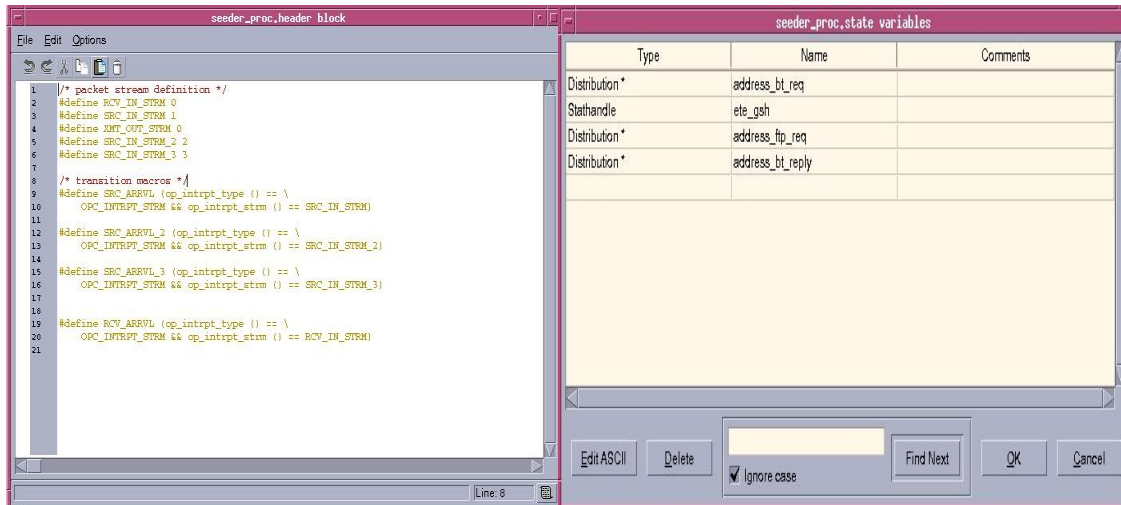 seeder_proc.header block
File Edit Options
1 /* packet stream definition */
2 #define RCV_IN_STRM 0
3 #define SRC_IN_STRM 1
4 #define XMT_OUT_STRM 0
5 #define SRC_IN_STRM_2 2
6 #define SRC_IN_STRM_3 3
7
8 /* transition macros */
9 #define SRC_ARRVL (op_intrpt_type () == \
10 OPC_INTRPT_STRM && op_intrpt_strm () == SRC_IN_STRM)
11
12 #define SRC_ARRVL_2 (op_intrpt_type () == \
13 OPC_INTRPT_STRM && op_intrpt_strm () == SRC_IN_STRM_2)
14
15 #define SRC_ARRVL_3 (op_intrpt_type () == \
16 OPC_INTRPT_STRM && op_intrpt_strm () == SRC_IN_STRM_3)
17
18
19 #define RCV_ARRVL (op_intrpt_type () == \
20 OPC_INTRPT_STRM && op_intrpt_strm () == RCV_IN_STRM)
21
Line: 8
seeder_proc.state variables
Type Name Comments
Distribution * address_bt_req
Stathandle ete_gsh
Distribution * address_ftp_req
Distribution * address_bt_reply
Edit ASCII Delete Find Next OK Cancel
Ignore case